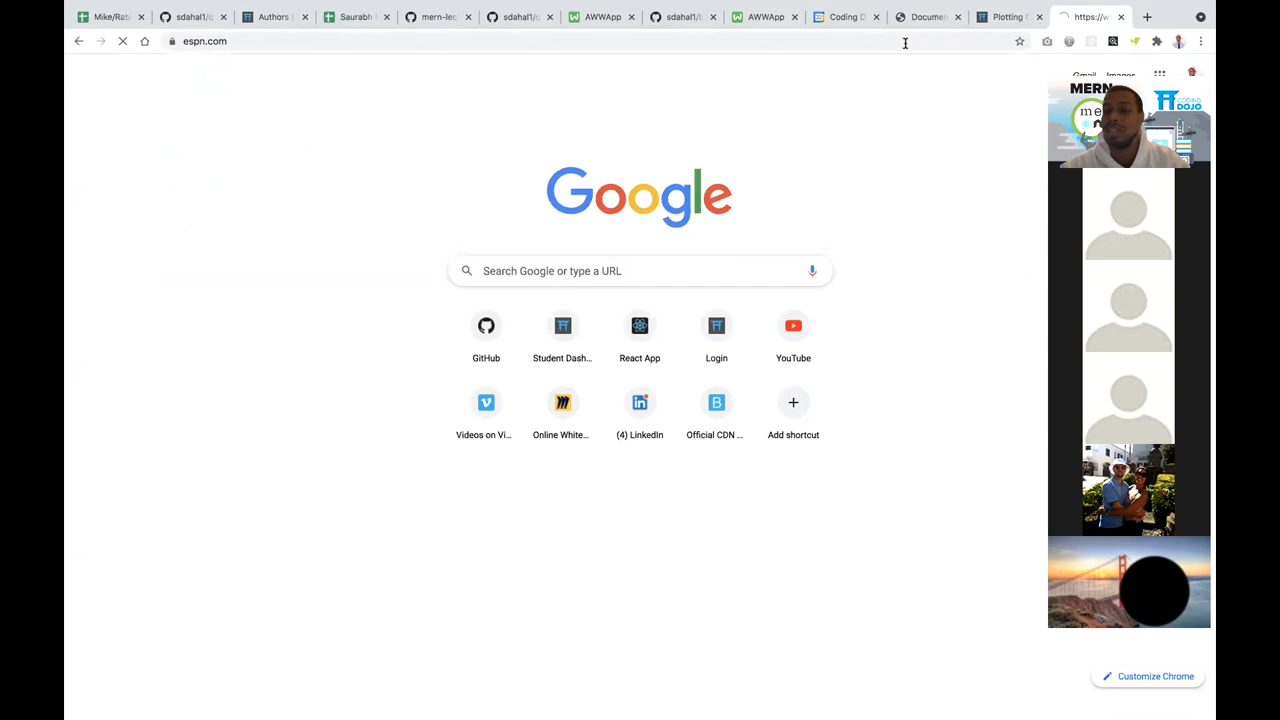 Mike/Rab
sdahal1/q
Authors |
Saurabh
mern-lec
sdahal1/q
AWWApp
sdahal1/b
AWWApp
Coding D
Documen
Plotting C
https://w
espn.com
Gmail Images
MERN
CODING DOJO
Google
Search Google or type a URL
GitHub
Student Dash...
React App
Login
YouTube
Videos on Vi...
Online White...
(4) LinkedIn
Official CDN ...
Add shortcut
Customize Chrome